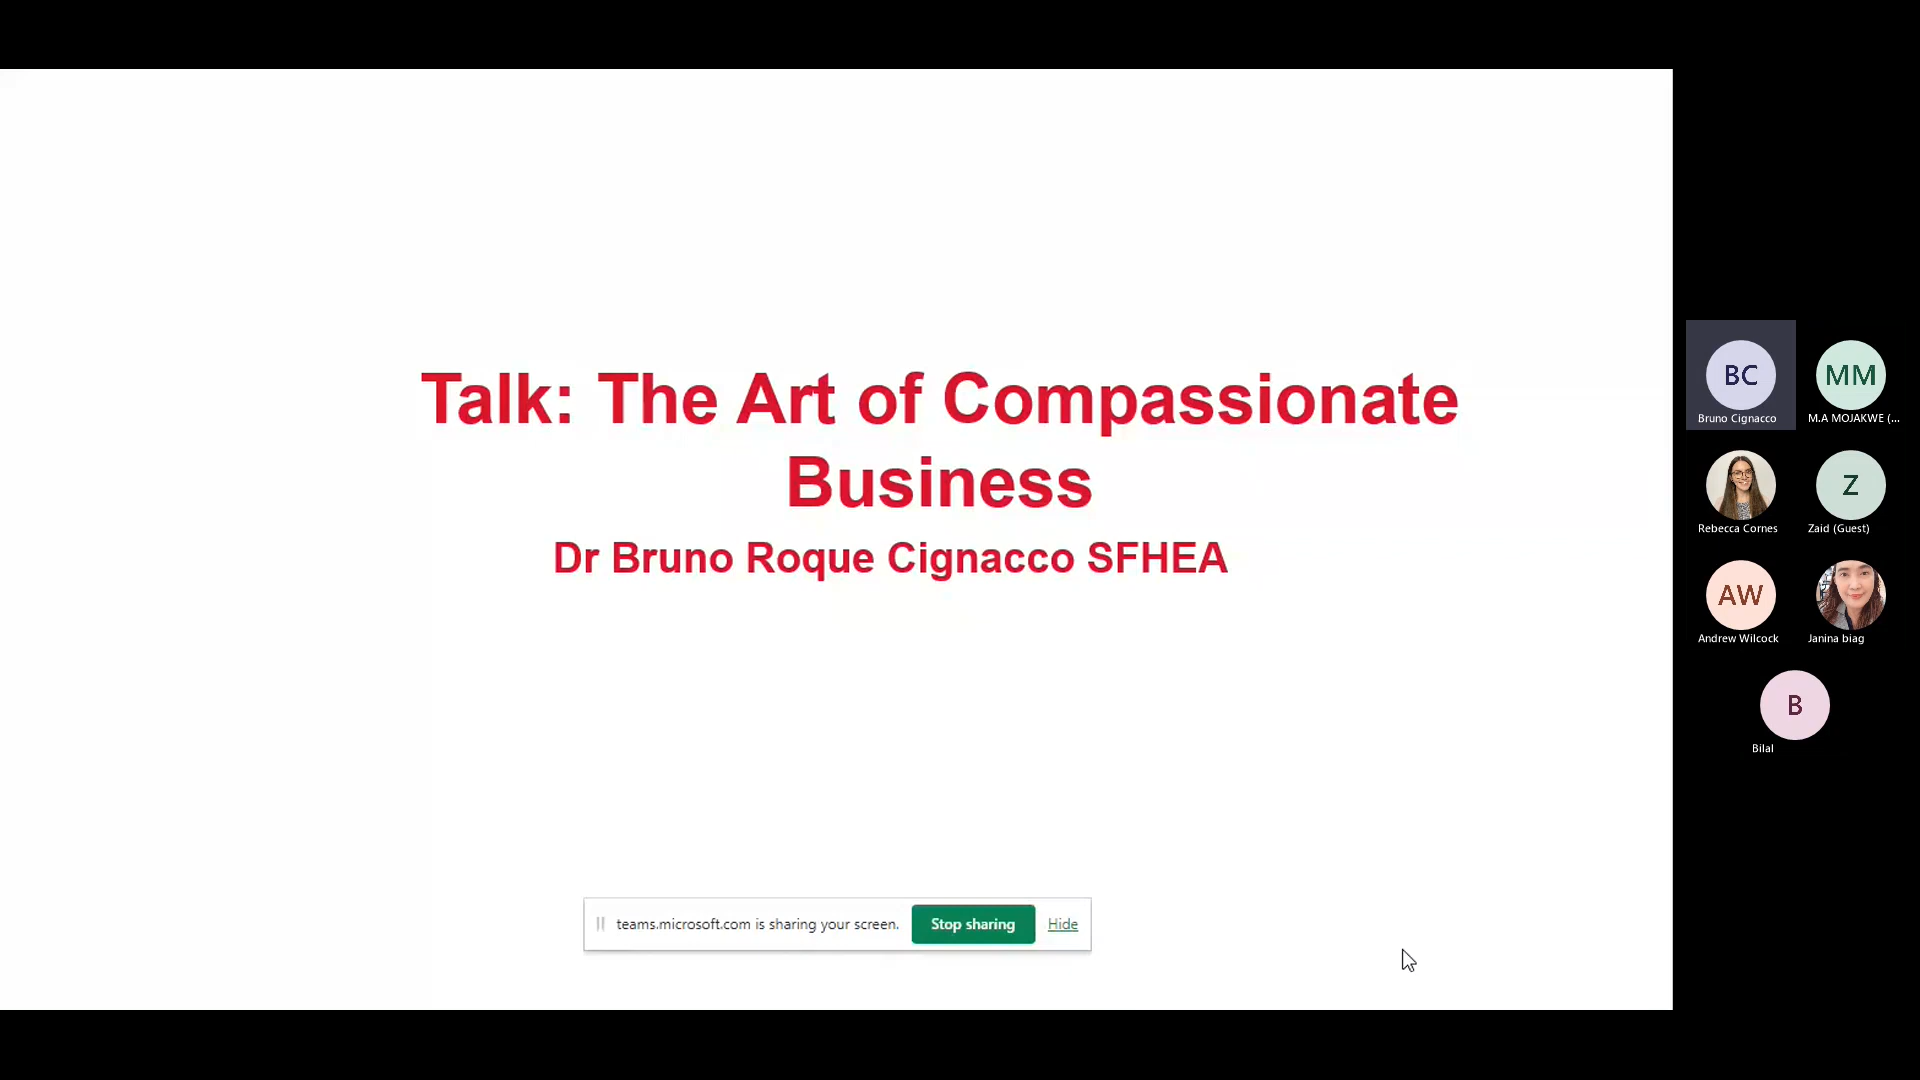 Talk: The Art of Compassionate
Business
Dr Bruno Roque Cignacco SFHEA
teams.microsoft.com is sharing your screen.
Stop sharing
Hide
BC
Bruno Cignacco
MM
M.A MOJAKWE (...
Rebecca Cornes
Z
Zaid (Guest)
AW
Andrew Wilcock
Janina biag
B
Bilal